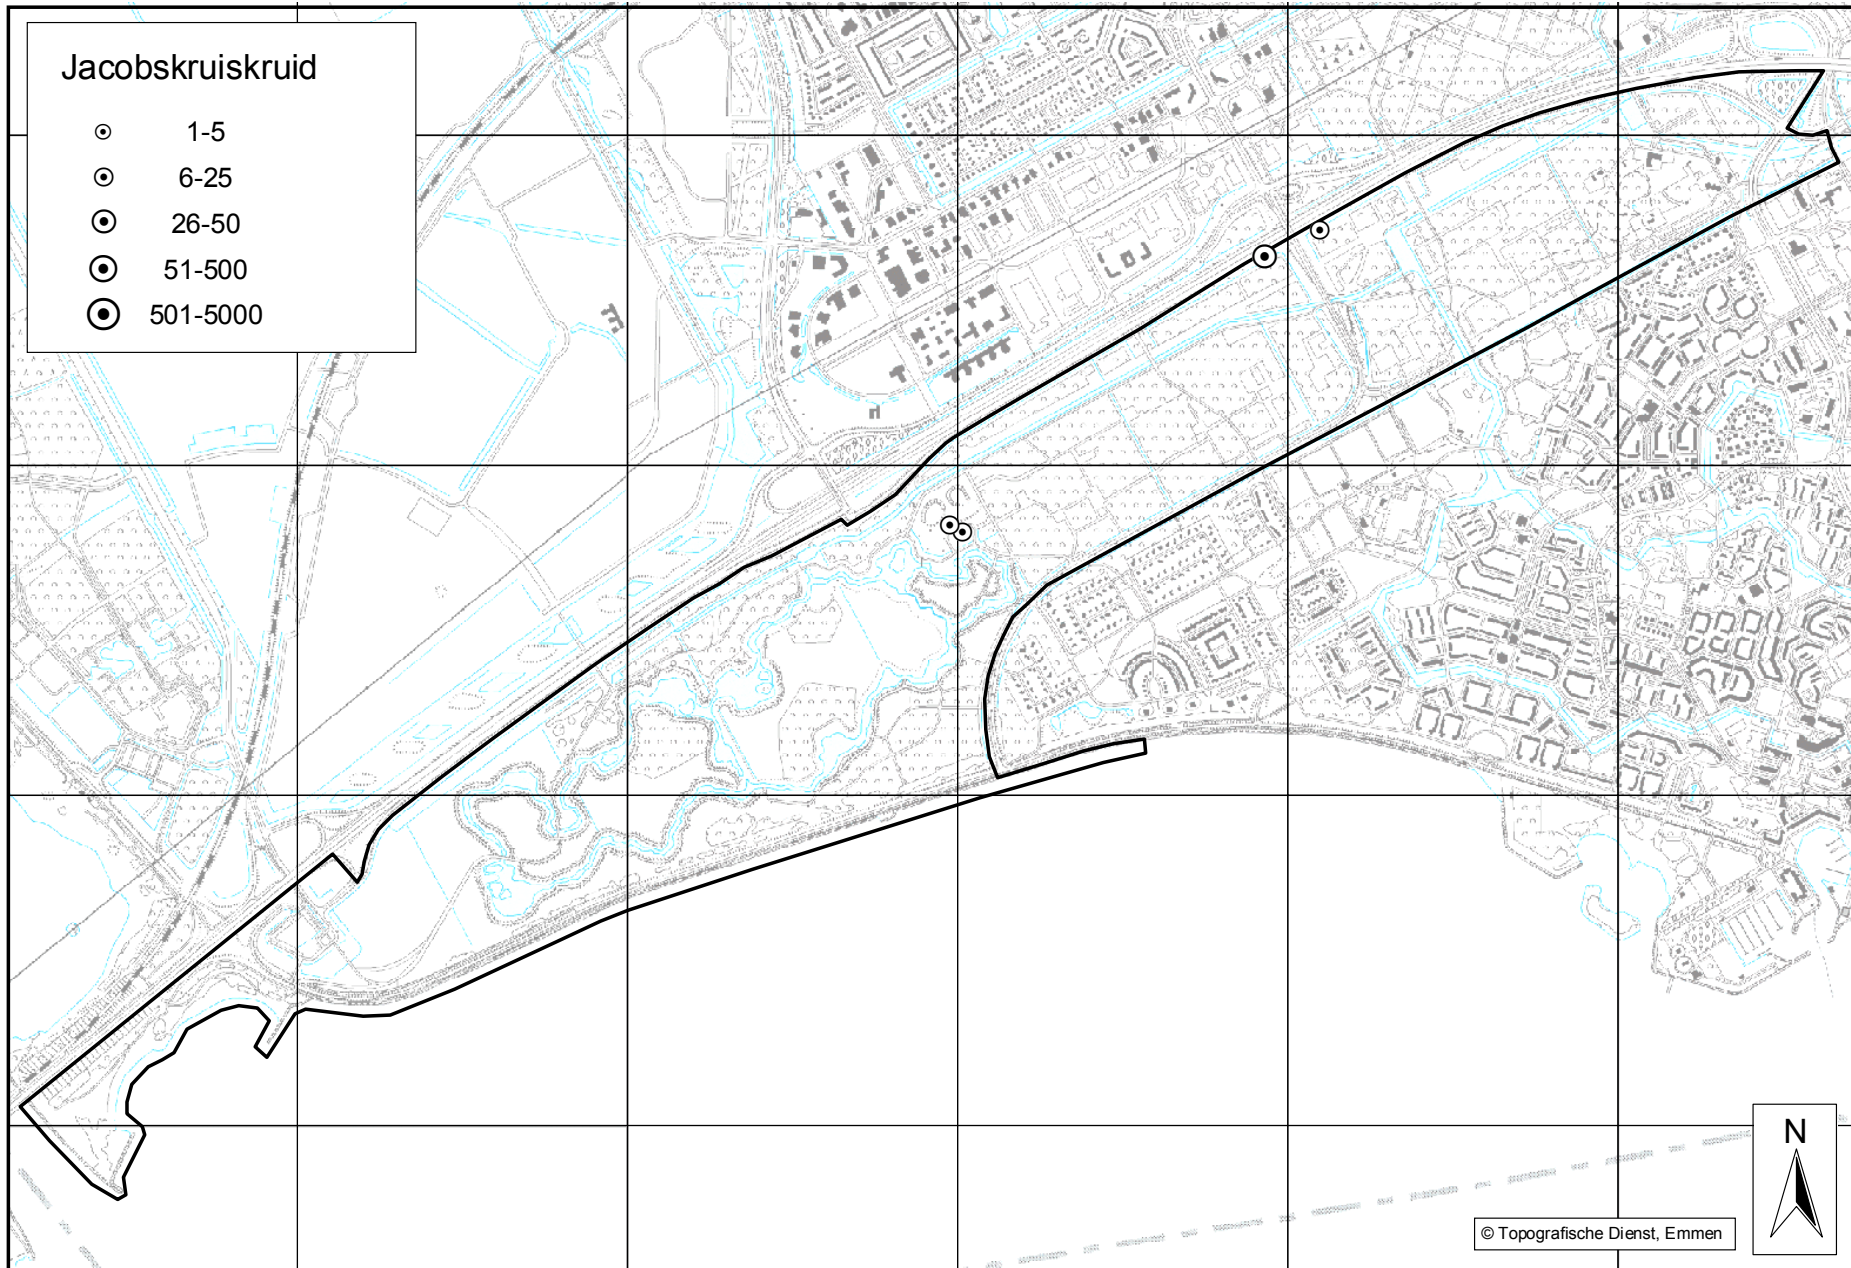 Jacobskruiskruid
1-5
6-25
26-50
51-500
501-5000
N
© Topografische Dienst, Emmen